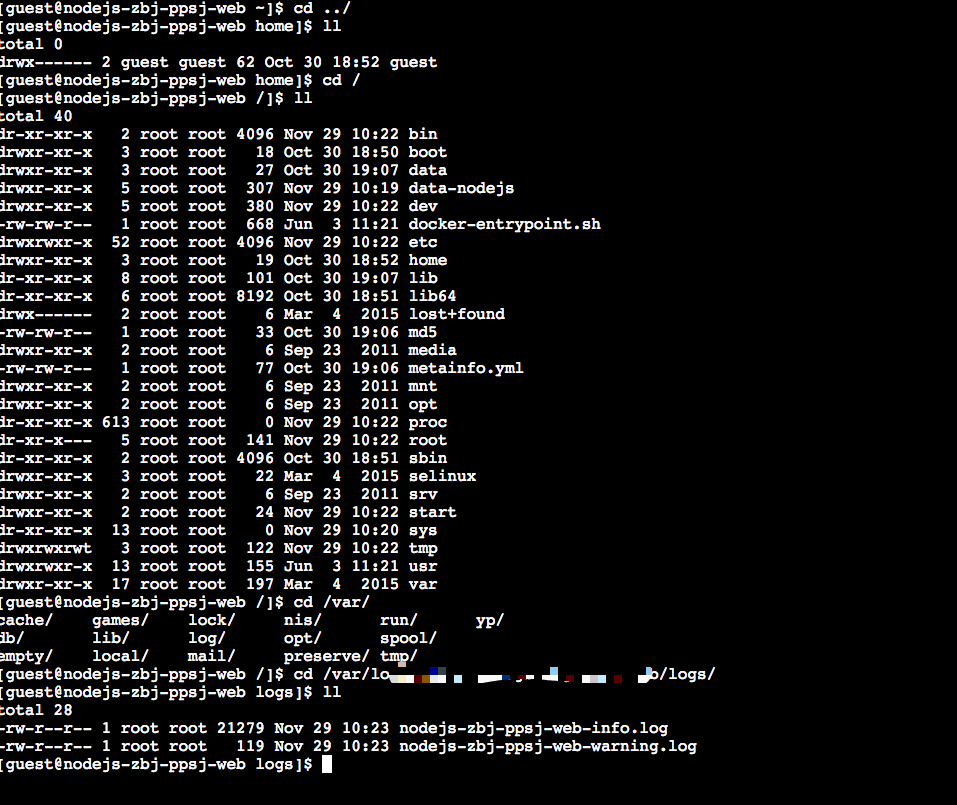 [guest@nodejs-zbj-ppsj-web ~]$ cd ../
[guest@nodejs-zbj-ppsj-web home]$ ll
total 0
drwx------ 2 guest guest 62 Oct 30 18:52 guest
[guest@nodejs-zbj-ppsj-web home]$ cd /
[guest@nodejs-zbj-ppsj-web /]$ ll
total 40
dr-xr-xr-x   2 root root 4096 Nov 29 10:22 bin
drwxr-xr-x   3 root root   18 Oct 30 18:50 boot
drwxr-xr-x   3 root root   27 Oct 30 19:07 data
drwxr-xr-x   5 root root  307 Nov 29 10:19 data-nodejs
drwxr-xr-x   5 root root  380 Nov 29 10:22 dev
-rw-rw-r--   1 root root  668 Jun  3 11:21 docker-entrypoint.sh
drwxrwxr-x  52 root root 4096 Nov 29 10:22 etc
drwxr-xr-x   3 root root   19 Oct 30 18:52 home
dr-xr-xr-x   8 root root  101 Oct 30 19:07 lib
dr-xr-xr-x   6 root root 8192 Oct 30 18:51 lib64
drwx------   2 root root    6 Mar  4  2015 lost+found
-rw-rw-r--   1 root root   33 Oct 30 19:06 md5
drwxr-xr-x   2 root root    6 Sep 23  2011 media
-rw-rw-r--   1 root root   77 Oct 30 19:06 metainfo.yml
drwxr-xr-x   2 root root    6 Sep 23  2011 mnt
drwxr-xr-x   2 root root    6 Sep 23  2011 opt
dr-xr-xr-x 613 root root    0 Nov 29 10:22 proc
dr-xr-x---   5 root root  141 Nov 29 10:22 root
dr-xr-xr-x   2 root root 4096 Oct 30 18:51 sbin
drwxr-xr-x   3 root root   22 Mar  4  2015 selinux
drwxr-xr-x   2 root root    6 Sep 23  2011 srv
drwxr-xr-x   2 root root   24 Nov 29 10:22 start
dr-xr-xr-x  13 root root    0 Nov 29 10:20 sys
drwxrwxrwt   3 root root  122 Nov 29 10:22 tmp
drwxrwxr-x  13 root root  155 Jun  3 11:21 usr
drwxr-xr-x  17 root root  197 Mar  4  2015 var
[guest@nodejs-zbj-ppsj-web /]$ cd /var/
cache/    games/    lock/     nis/      run/      yp/
db/       lib/      log/      opt/      spool/
empty/    local/    mail/     preserve/ tmp/
[guest@nodejs-zbj-ppsj-web /]$ cd /var/lo o/logs/
[guest@nodejs-zbj-ppsj-web logs]$ ll
total 28
-rw-r--r-- 1 root root 21279 Nov 29 10:23 nodejs-zbj-ppsj-web-info.log
-rw-r--r-- 1 root root   119 Nov 29 10:23 nodejs-zbj-ppsj-web-warning.log
[guest@nodejs-zbj-ppsj-web logs]$